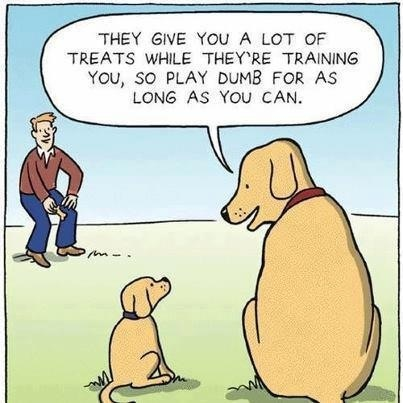 THEY GIVE YOU A LOT OF
TREATS WHILE THEY'RE TRAINING
YOU, SO PLAY DUMB FOR AS
LONG AS YOU CAN.